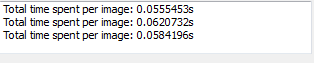 Total time spent per image: 0.0555453s
Total time spent per image: 0.0620732s
Total time spent per image: 0.0584196s